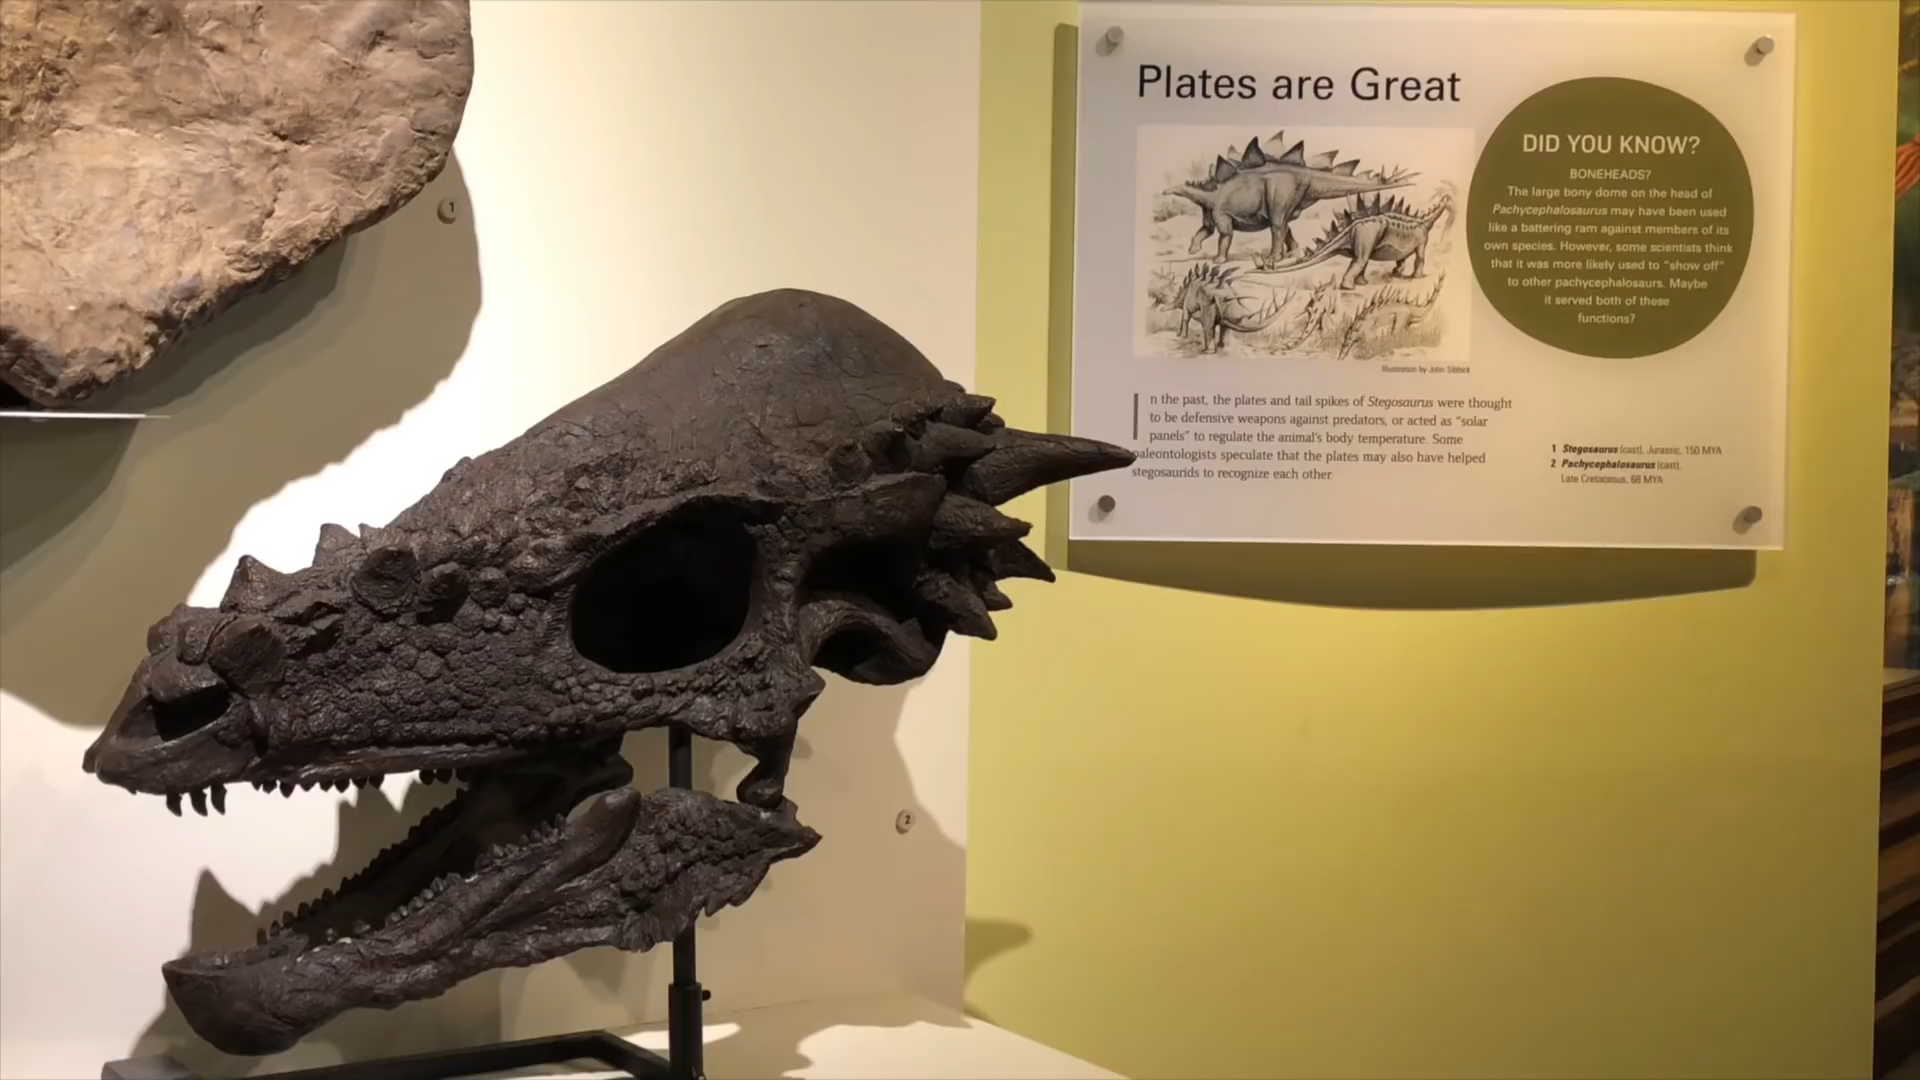 1
Plates are Great
DID YOU KNOW?
BONEHEADS?
The large bony dome on the head of
Pachycephalosaurus may have been used
like a battering ram against members of its
own species. However, some scientists think
that it was more likely used to “show off”
to other pachycephalosaurs. Maybe
it served both of these
functions?
Illustration by John Sibbick
In the past, the plates and tail spikes of Stegosaurus were thought
to be defensive weapons against predators, or acted as “solar
panels” to regulate the animal's body temperature. Some
paleontologists speculate that the plates may also have helped
stegosaurids to recognize each other.
1 Stegosaurus (cast), Jurassic, 150 MYA
2 Pachycephalosaurus (cast),
Late Cretaceous, 68 MYA
2